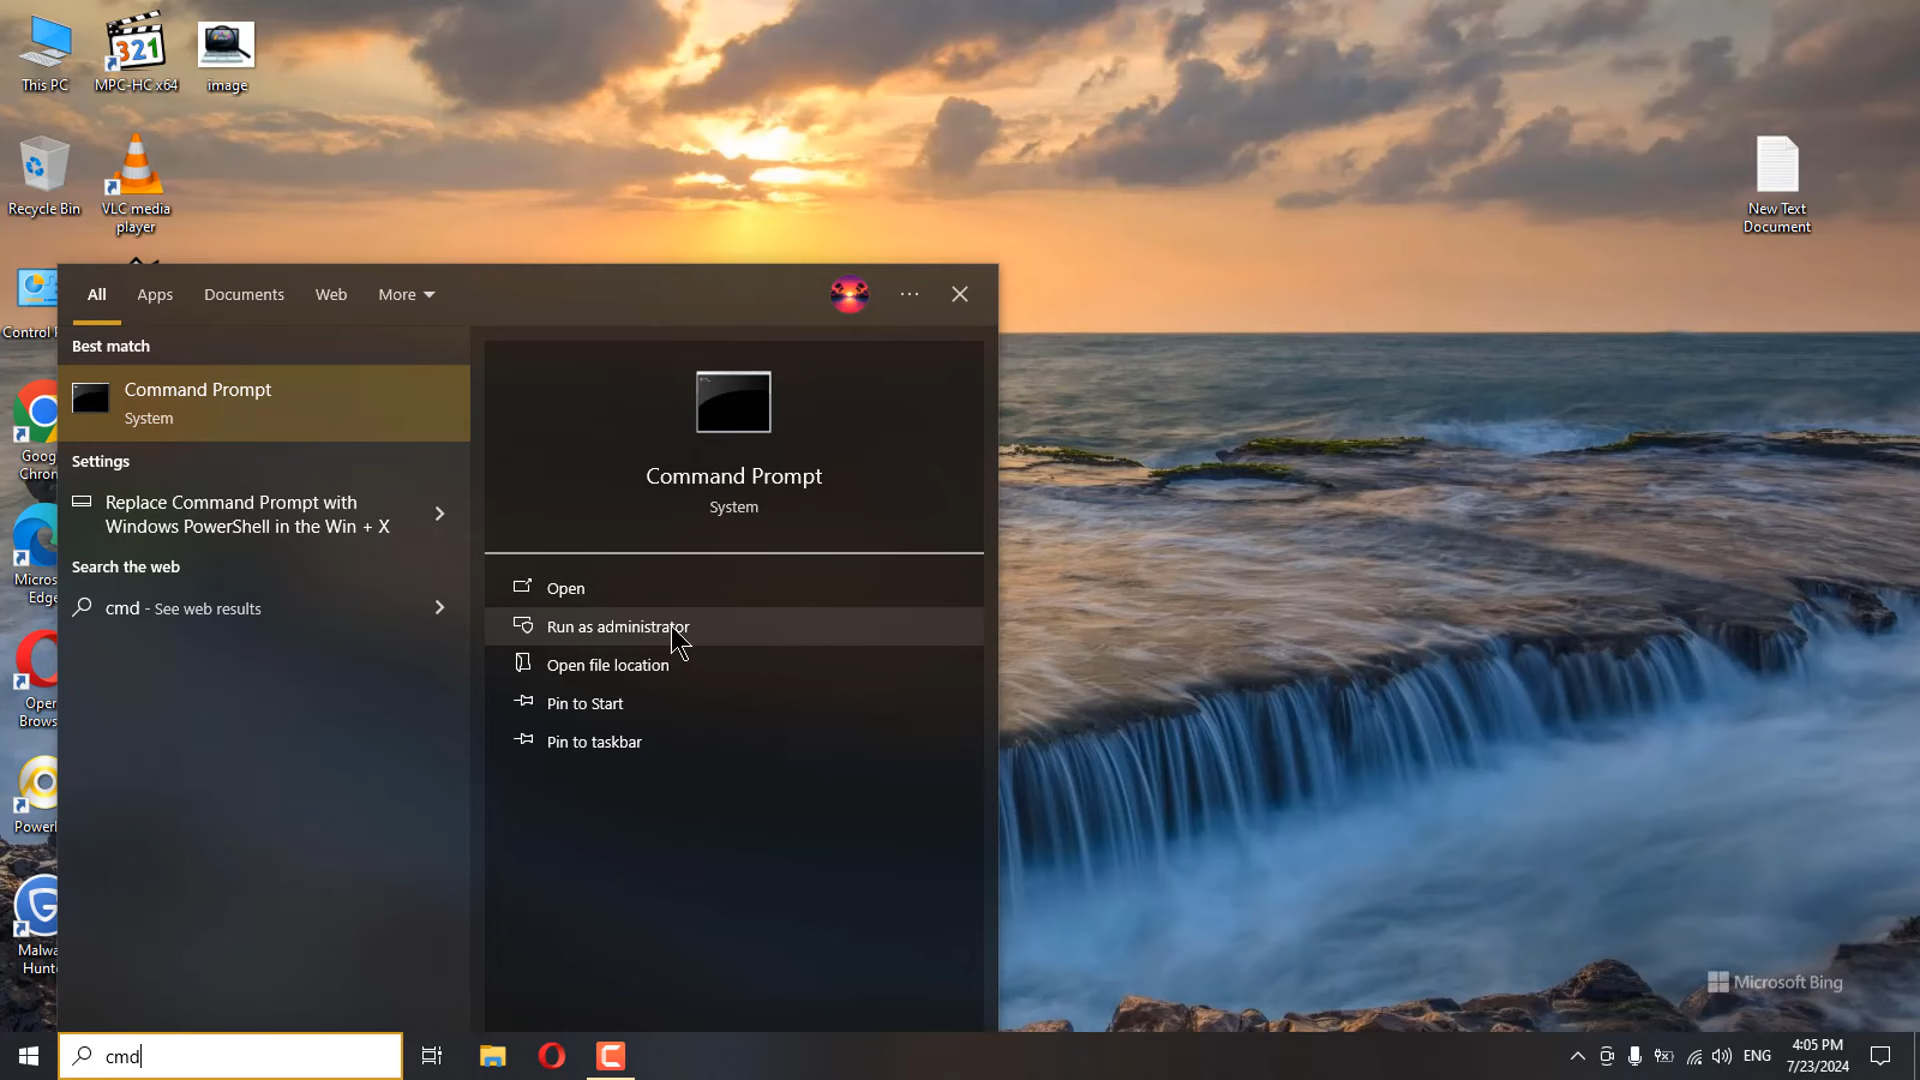 This PC
MPC-HC x64
image
Recycle Bin
VLC media
player
New Text
Document
All
Apps
Documents
Web
More
Best match
Command Prompt
System
Settings
Replace Command Prompt with
Windows PowerShell in the Win + X
Search the web
cmd - See web results
Command Prompt
System
Open
Run as administrator
Open file location
Pin to Start
Pin to taskbar
Control
Goog
Chron
Micros
Edge
Oper
Brows
Powerl
Malwa
Hunt
Microsoft Bing
cmd
ENG
4:05 PM
7/23/2024
321